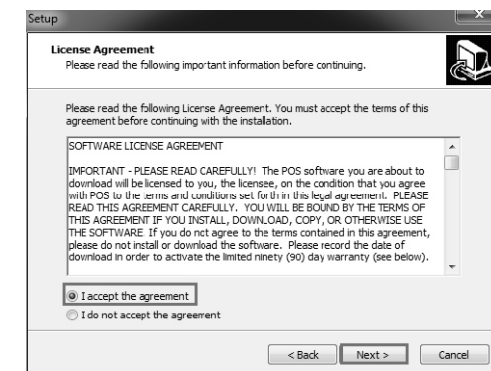 Setup
License Agreement
Please read the following important information before continuing.
Please read the following License Agreement. You must accept the terms of this
agreement before continuing with the installation.
SOFTWARE LICENSE AGREEMENT
IMPORTANT - PLEASE READ CAREFULLY! The POS software you are about to
download will be licensed to you, the licensee, on the condition that you agree
with POS to the terms and conditions set forth in this legal agreement. PLEASE
READ THIS AGREEMENT CAREFULLY. YOU WILL BE BOUND BY THE TERMS OF
THIS AGREEMENT IF YOU INSTALL, DOWNLOAD, COPY, OR OTHERWISE USE
THE SOFTWARE. If you do not agree to the terms contained in this agreement,
please do not install or download the software. Please record the date of
download in order to activate the limited ninety (90) day warranty (see below).
I accept the agreement
I do not accept the agreement
< Back
Next >
Cancel